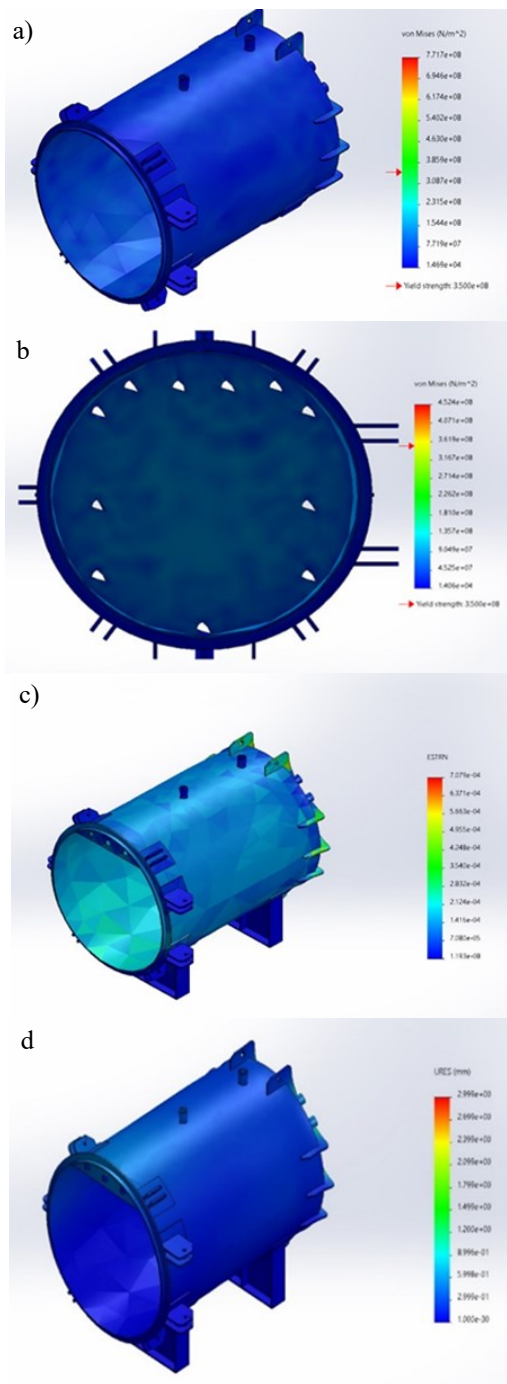 a)
von Mises (N/m^2)
7.717e+08
6.946e+08
6.174e+08
5.402e+08
4.630e+08
3.859e+08
3.087e+08
2.315e+08
1.544e+08
7.719e+07
1.469e+04
Yield strength: 3.500e+08
b
von Mises (N/m^2)
4.524e+08
4.071e+08
3.619e+08
3.167e+08
2.714e+08
2.262e+08
1.810e+08
1.357e+08
9.049e+07
4.525e+07
1.406e+04
Yield strength: 3.500e+08
c)
ESTRN
7.079e-04
6.371e-04
5.663e-04
4.955e-04
4.248e-04
3.540e-04
2.832e-04
2.124e-04
1.416e-04
7.080e-05
1.193e-08
d
URES (mm)
2.999e+00
2.699e+00
2.399e+00
2.099e+00
1.799e+00
1.499e+00
1.200e+00
8.996e-01
5.998e-01
2.999e-01
1.000e-30